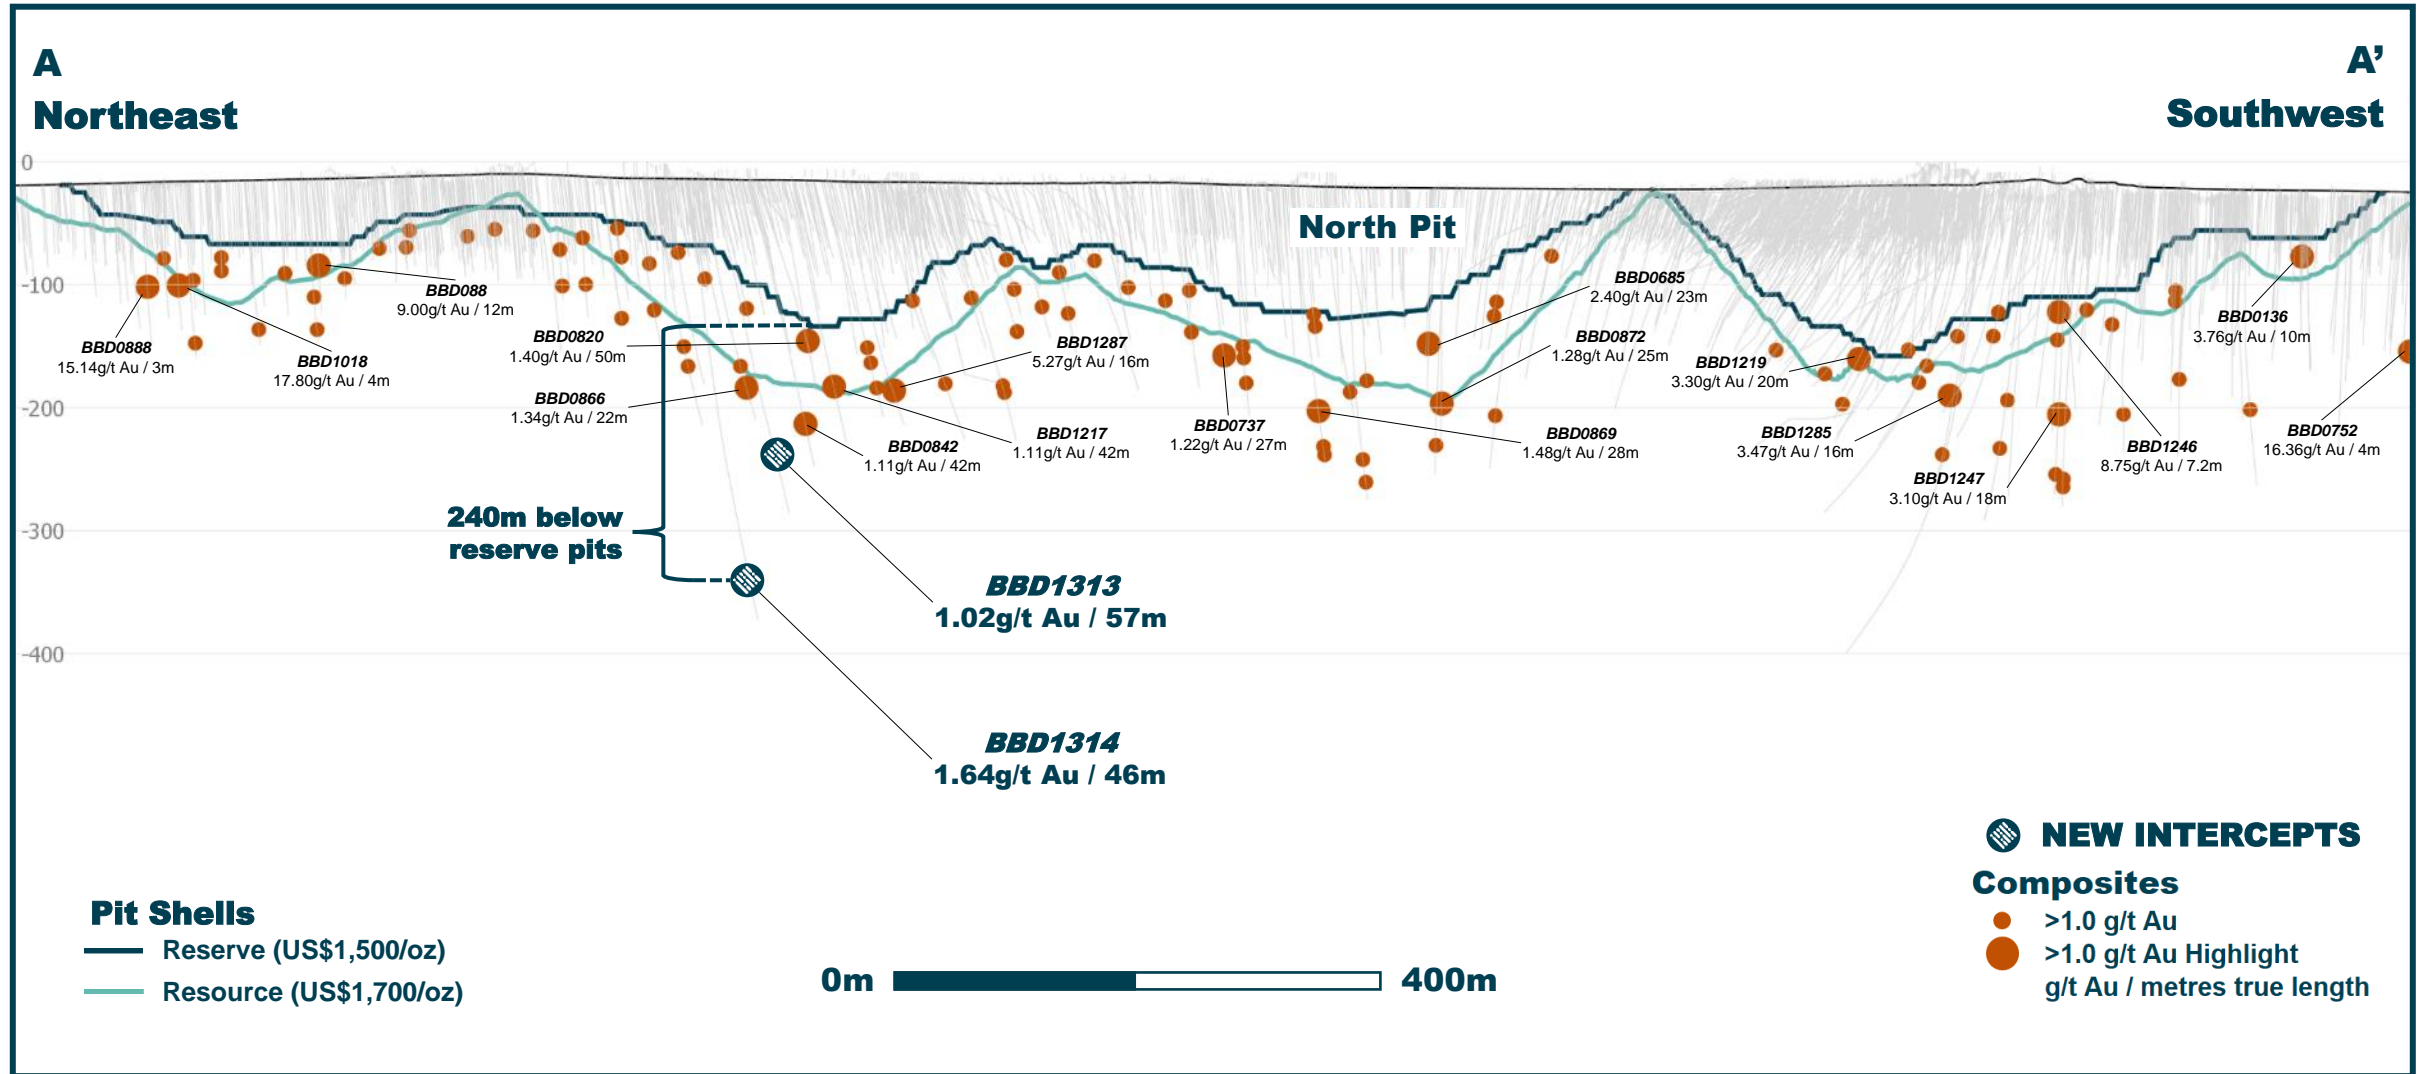 A
Northeast
A’
Southwest
0
-100
-200
-300
-400
North Pit
BBD0888
15.14g/t Au / 3m
BBD1018
17.80g/t Au / 4m
BBD088
9.00g/t Au / 12m
BBD0820
1.40g/t Au / 50m
BBD0866
1.34g/t Au / 22m
BBD0842
1.11g/t Au / 42m
BBD1287
5.27g/t Au / 16m
BBD1217
1.11g/t Au / 42m
BBD0737
1.22g/t Au / 27m
BBD0685
2.40g/t Au / 23m
BBD0872
1.28g/t Au / 25m
BBD0869
1.48g/t Au / 28m
BBD1219
3.30g/t Au / 20m
BBD1285
3.47g/t Au / 16m
BBD1247
3.10g/t Au / 18m
BBD1246
8.75g/t Au / 7.2m
BBD0136
3.76g/t Au / 10m
BBD0752
16.36g/t Au / 4m
240m below
reserve pits
BBD1313
1.02g/t Au / 57m
BBD1314
1.64g/t Au / 46m
Pit Shells
Reserve (US$1,500/oz)
Resource (US$1,700/oz)
0m
400m
NEW INTERCEPTS
Composites
>1.0 g/t Au
>1.0 g/t Au Highlight
g/t Au / metres true length